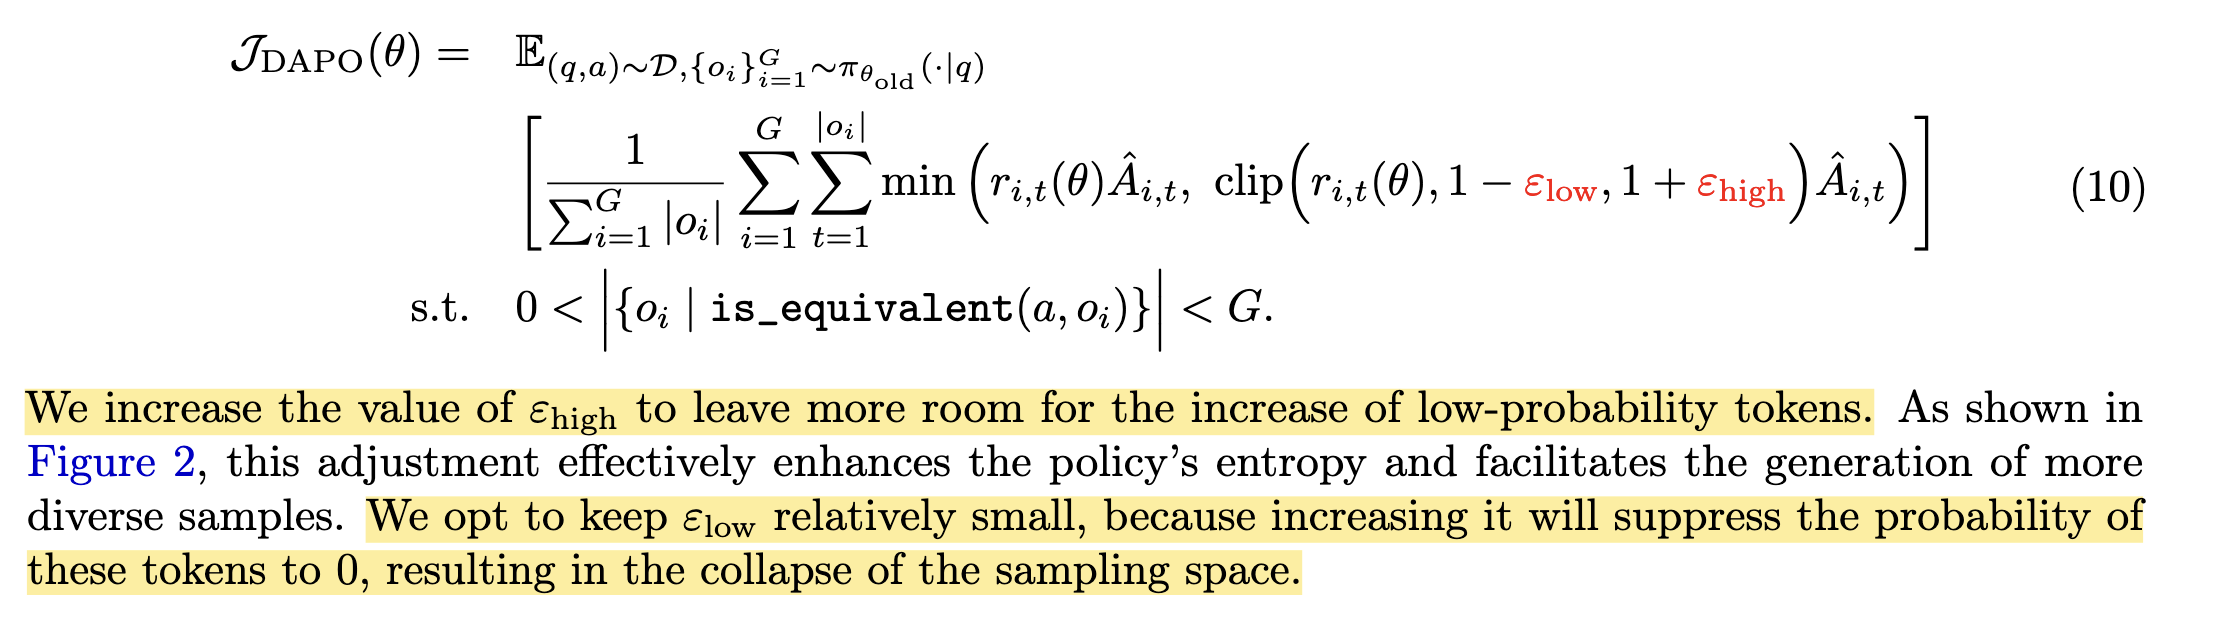 $\mathcal{J}_{\text{DAPO}}(\theta) = \quad \mathbb{E}_{(q,a)\sim\mathcal{D},\{o_i\}_{i=1}^{G}\sim\pi_{\theta_{\text{old}}}(\cdot|q)}$
$\left[\frac{1}{\sum_{i=1}^{G}|o_i|}\sum_{i=1}^{G}\sum_{t=1}^{|o_i|}\min\left(r_{i,t}(\theta)\hat{A}_{i,t},\ \text{clip}\left(r_{i,t}(\theta),1-\varepsilon_{\text{low}},1+\varepsilon_{\text{high}}\right)\hat{A}_{i,t}\right)\right] \quad (10)$
$\text{s.t.} \quad 0 < \left|\{o_i \mid \texttt{is\_equivalent}(a,o_i)\}\right| < G.$
We increase the value of $\varepsilon_{\text{high}}$ to leave more room for the increase of low-probability tokens. As shown in
Figure 2, this adjustment effectively enhances the policy’s entropy and facilitates the generation of more
diverse samples. We opt to keep $\varepsilon_{\text{low}}$ relatively small, because increasing it will suppress the probability of
these tokens to 0, resulting in the collapse of the sampling space.